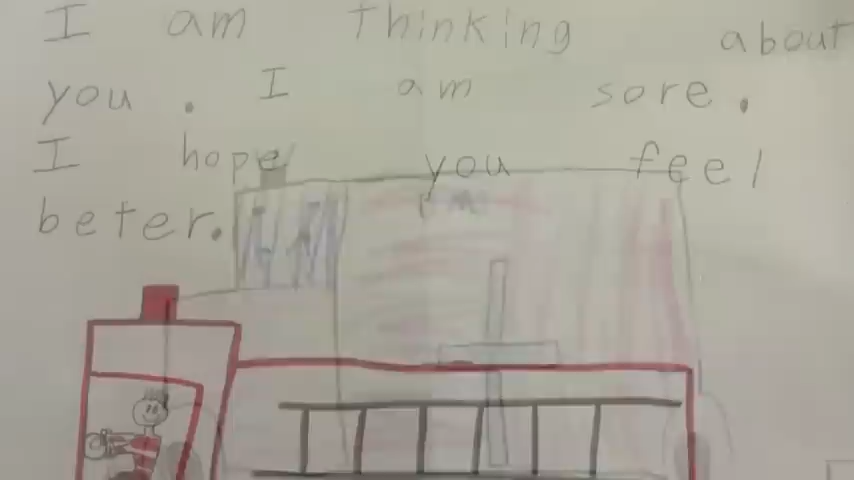 I am thinking about
you. I am sore.
I hope you feel
beter.